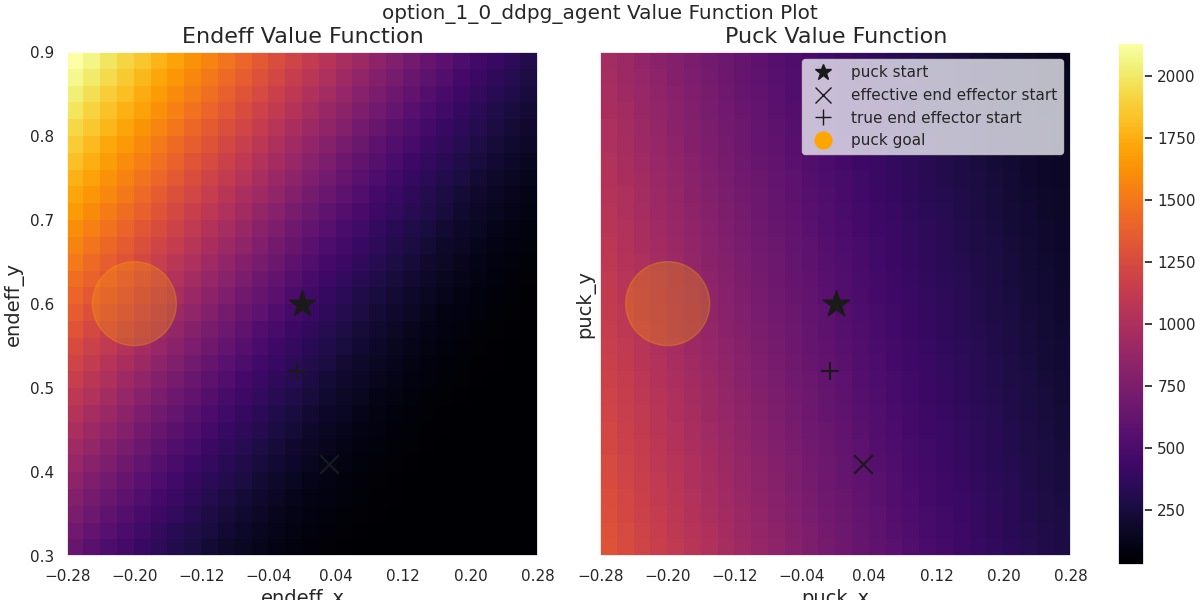 option_1_0_ddpg_agent Value Function Plot
Endeff Value Function
Puck Value Function
0.9
0.8
0.7
0.6
0.5
0.4
0.3
endeff_y
−0.28 −0.20 −0.12 −0.04 0.04 0.12 0.20 0.28
endeff_x
puck_y
puck start
effective end effector start
true end effector start
puck goal
−0.28 −0.20 −0.12 −0.04 0.04 0.12 0.20 0.28
puck_x
2000
1750
1500
1250
1000
750
500
250